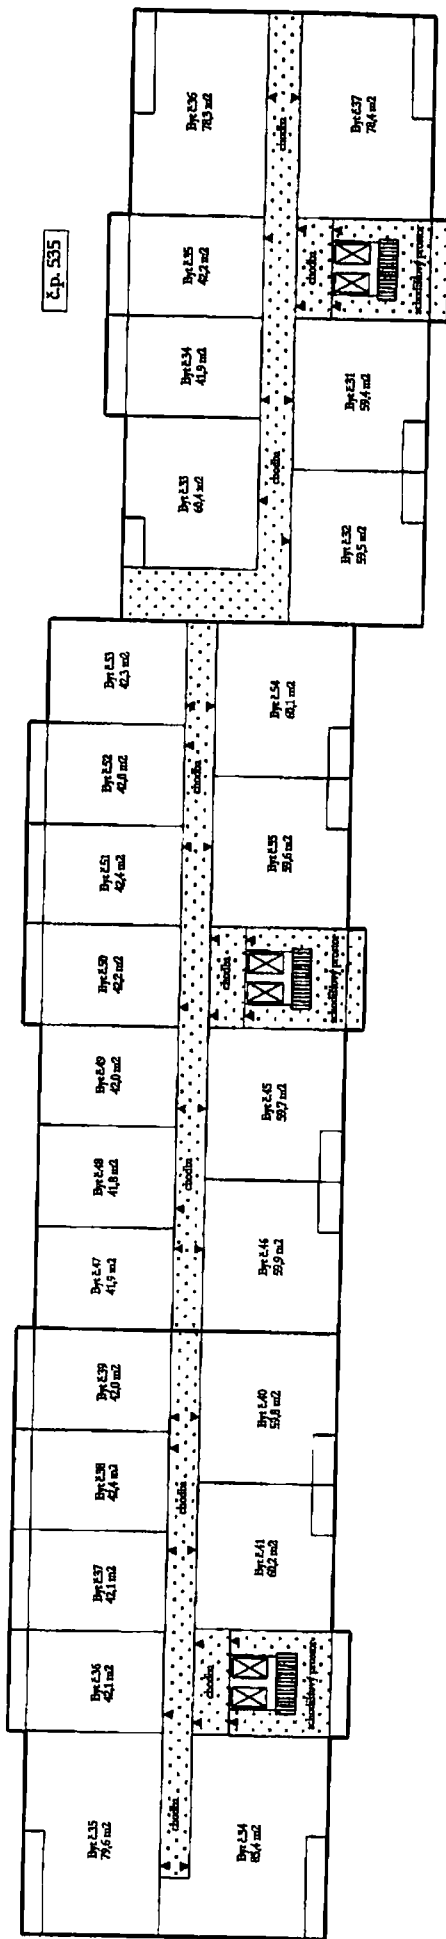 Byt č.36
78,3 m2
chodba
Byt č.37
78,4 m2
č.p. 535
Byt č.35
42,2 m2
chodba
schodišťový prostor
Byt č.34
41,9 m2
Byt č.31
59,4 m2
Byt č.33
60,4 m2
chodba
Byt č.32
59,5 m2
Byt č.53
42,3 m2
Byt č.54
60,1 m2
Byt č.52
42,0 m2
chodba
Byt č.51
42,4 m2
Byt č.55
59,6 m2
Byt č.50
42,2 m2
chodba
schodišťový prostor
Byt č.49
42,0 m2
Byt č.45
59,7 m2
Byt č.48
41,8 m2
chodba
Byt č.47
41,9 m2
Byt č.46
59,9 m2
Byt č.39
42,0 m2
Byt č.40
59,8 m2
Byt č.38
42,4 m2
chodba
Byt č.37
42,1 m2
Byt č.41
60,2 m2
Byt č.36
42,1 m2
chodba
schodišťový prostor
Byt č.35
79,6 m2
chodba
Byt č.34
85,4 m2